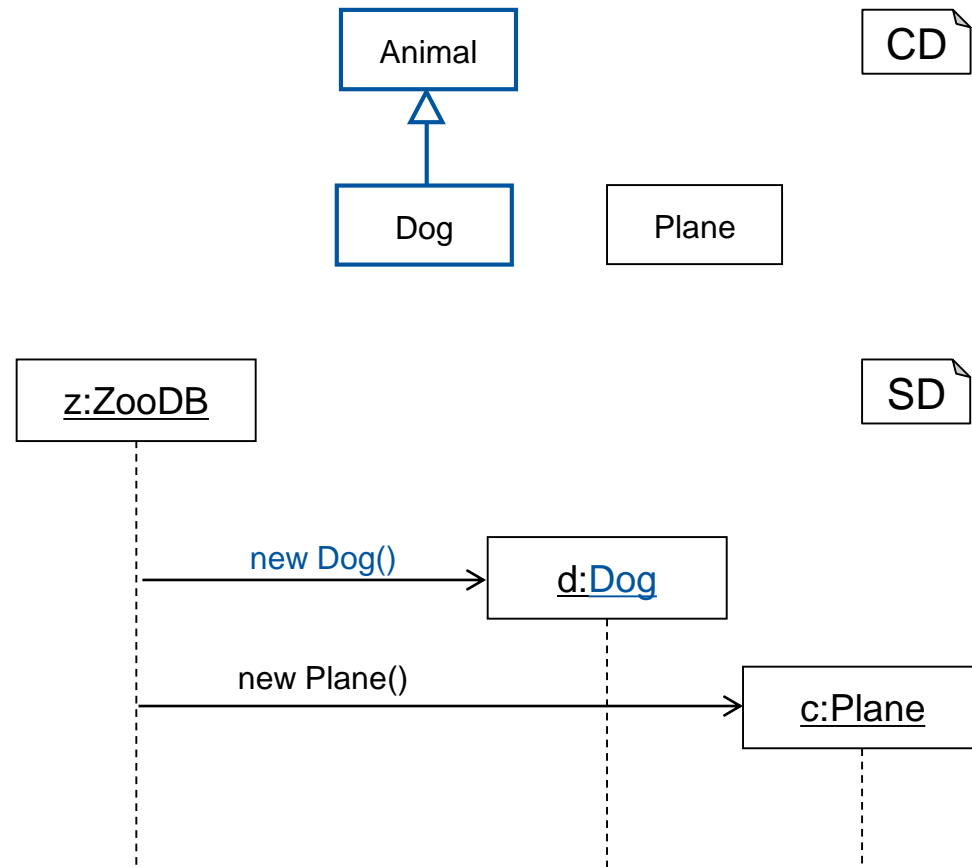 Animal
CD
Dog
Plane
z:ZooDB
SD
new Dog()
d:Dog
new Plane()
c:Plane